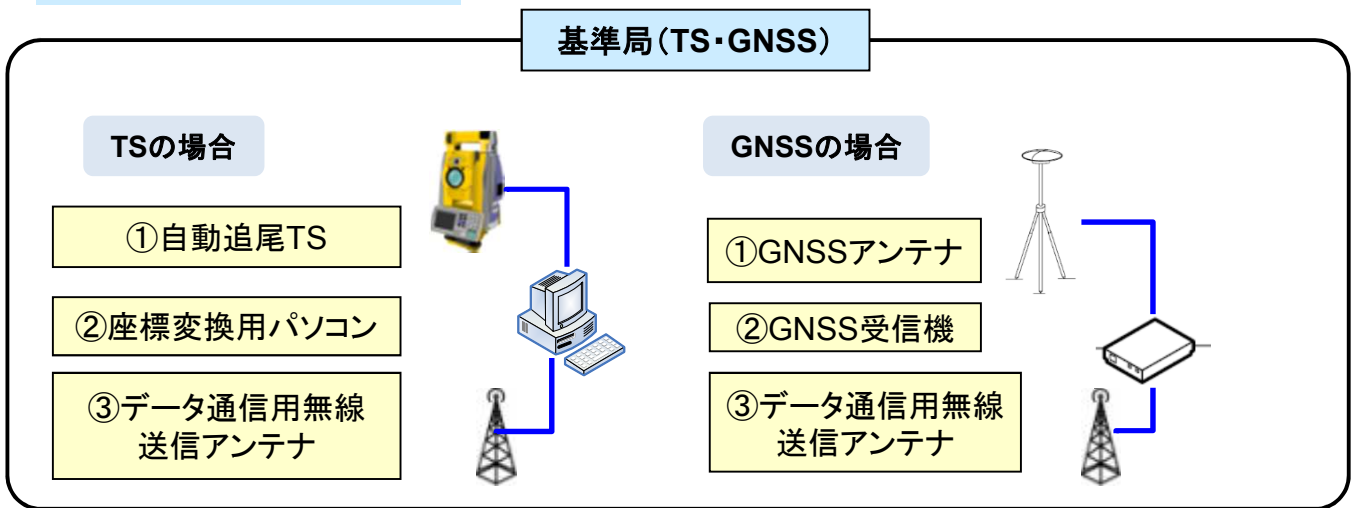 基準局（TS・GNSS）
TSの場合
①自動追尾TS
②座標変換用パソコン
③データ通信用無線
送信アンテナ
GNSSの場合
①GNSSアンテナ
②GNSS受信機
③データ通信用無線
送信アンテナ